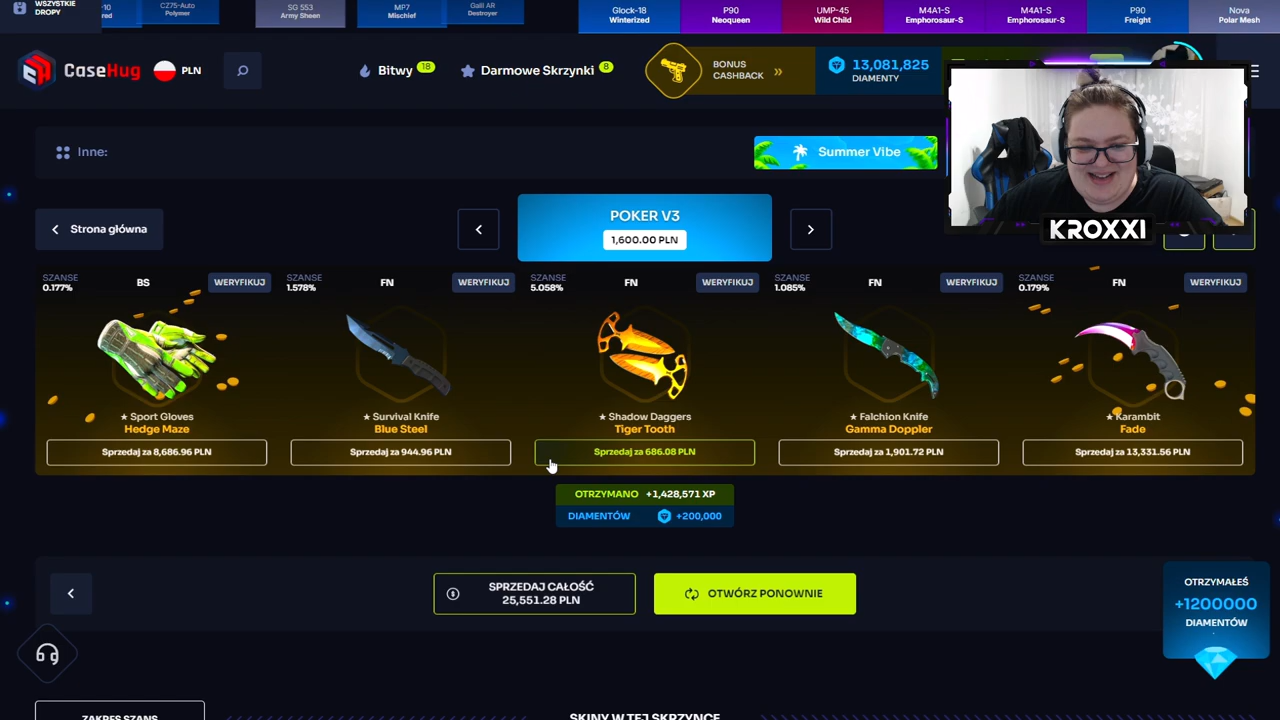 WSZYSTKIE
DROPY
-10
CZ75-Auto
Polymer
SG 553
Army Sheen
MP7
Mischief
Galil AR
Destroyer
Glock-18
Winterized
P90
Neoqueen
UMP-45
Wild Child
M4A1-S
Emphorosaur-S
M4A1-S
Emphorosaur-S
P90
Freight
Nova
Polar Mesh
CaseHug
PLN
Bitwy 18
Darmowe Skrzynki 8
BONUS
CASHBACK
13,081,825
DIAMENTY
Inne:
Summer Vibe
KROXXI
Strona główna
POKER V3
1,600.00 PLN
SZANSE
0.177%
BS
WERYFIKUJ
SZANSE
1.578%
FN
WERYFIKUJ
SZANSE
5.058%
FN
WERYFIKUJ
SZANSE
1.085%
FN
WERYFIKUJ
SZANSE
0.179%
FN
WERYFIKUJ
★ Sport Gloves
Hedge Maze
Sprzedaj za 8,686.96 PLN
★ Survival Knife
Blue Steel
Sprzedaj za 944.96 PLN
★ Shadow Daggers
Tiger Tooth
Sprzedaj za 686.08 PLN
★ Falchion Knife
Gamma Doppler
Sprzedaj za 1,901.72 PLN
★ Karambit
Fade
Sprzedaj za 13,331.56 PLN
OTRZYMANO +1,428,571 XP
DIAMENTÓW +200,000
SPRZEDAJ CAŁOŚĆ
25,551.28 PLN
OTWÓRZ PONOWNIE
OTRZYMAŁEŚ
+1200000
DIAMENTÓW
ZAKRES SZANS
SKINY W TEJ SKRZYNCE